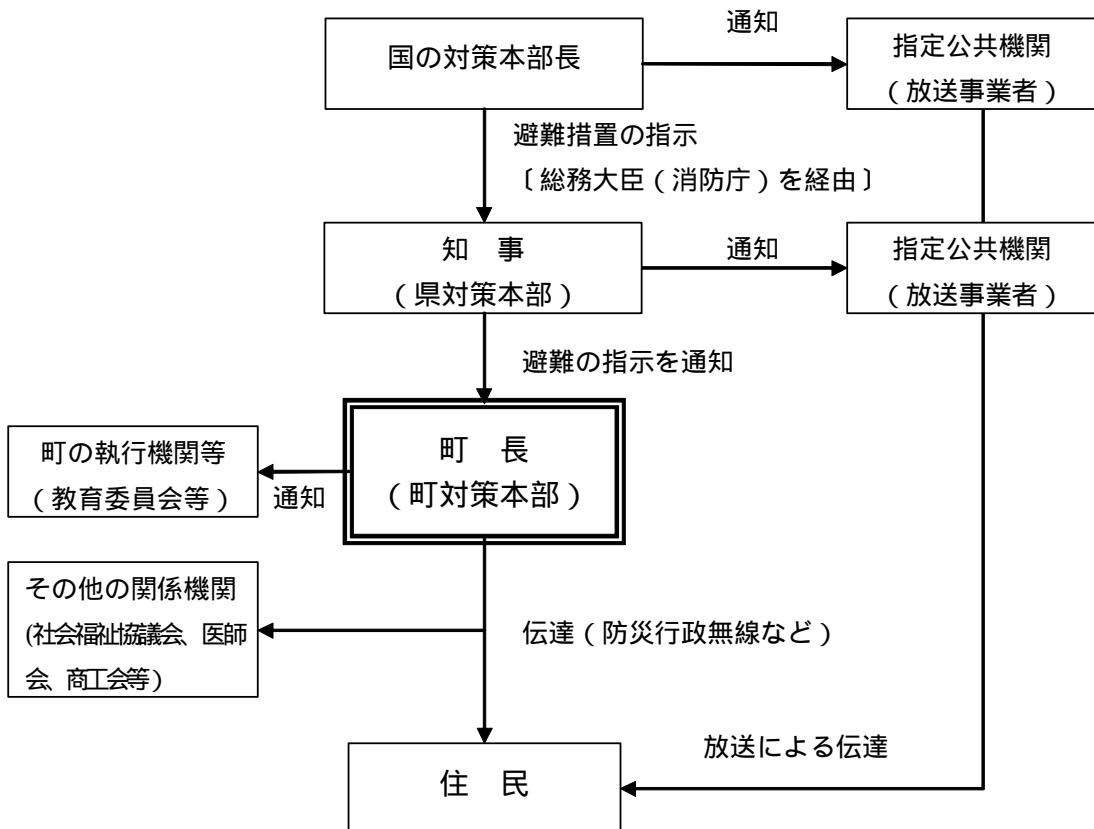 通知
国の対策本部長
指定公共機関
（放送事業者）
避難措置の指示
〔総務大臣（消防庁）を経由〕
知　事
（県対策本部）
通知
指定公共機関
（放送事業者）
避難の指示を通知
町　長
（町対策本部）
町の執行機関等
（教育委員会等）
通知
その他の関係機関
(社会福祉協議会、医師
会、商工会等）
伝達（防災行政無線など）
放送による伝達
住　民